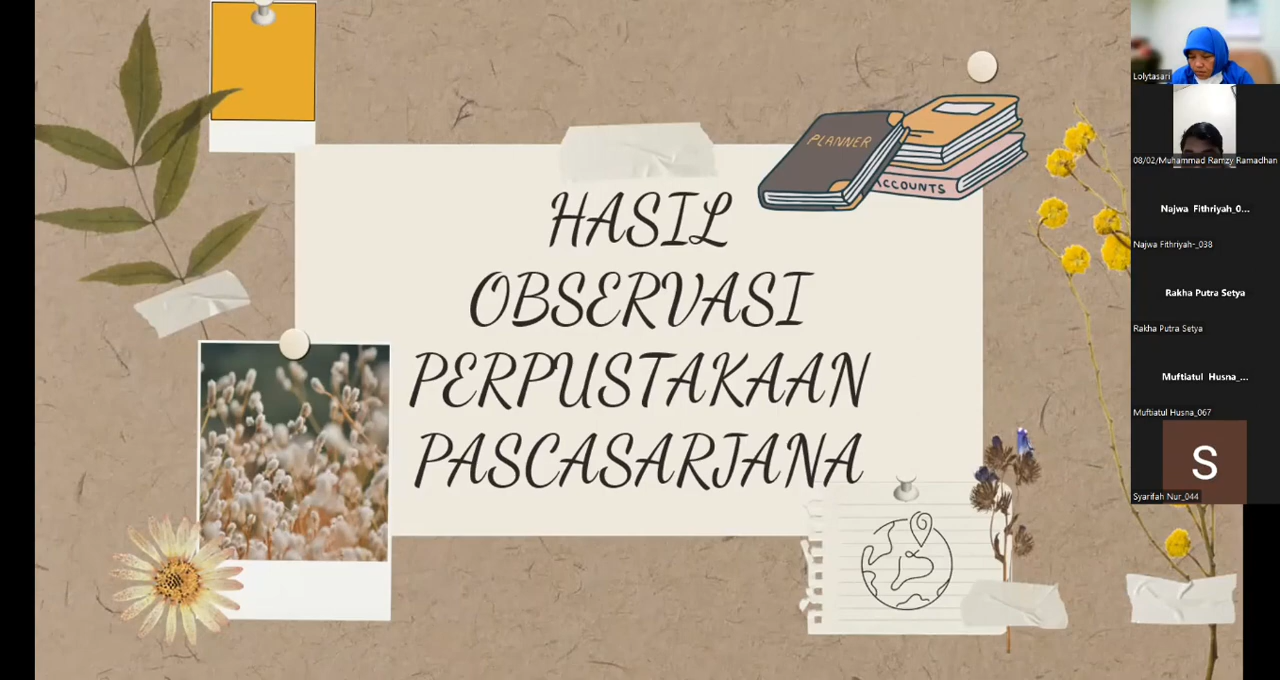 HASIL
OBSERVASI
PERPUSTAKAAN
PASCASARJANA
PLANNER
ACCOUNTS
Lolytasari
08/02/Muhammad Ramzy Ramadhan
Najwa Fithriyah_0...
Najwa Fithriyah-_038
Rakha Putra Setya
Rakha Putra Setya
Muftiatul Husna_...
Muftiatul Husna_067
S
Syarifah Nur_044